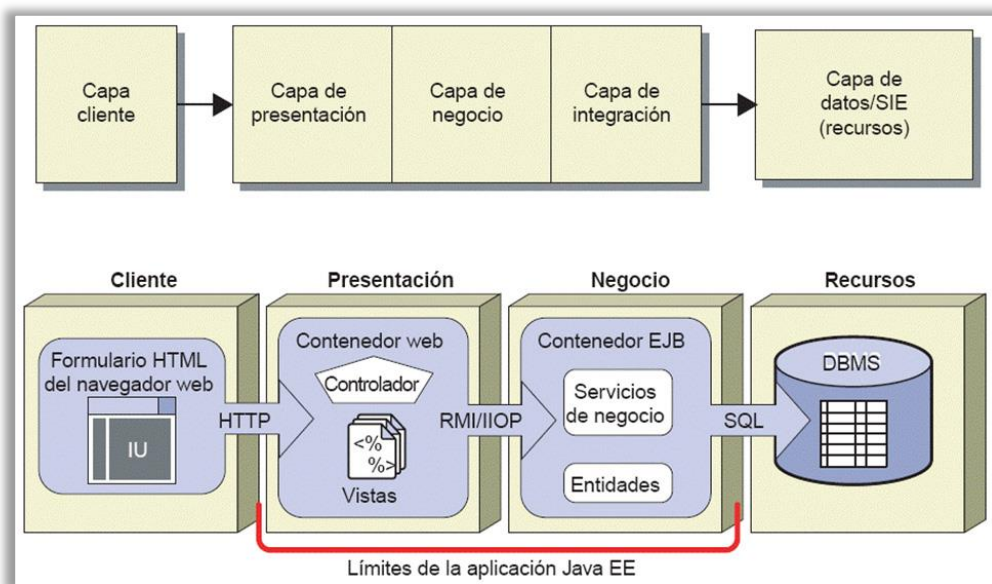 Capa
cliente
Capa de
presentación
Capa de
negocio
Capa de
integración
Capa de
datos/SIE
(recursos)
Cliente
Presentación
Negocio
Recursos
Formulario HTML
del navegador web
IU
HTTP
Contenedor web
Controlador
<%
%>
Vistas
RMI/IIOP
Contenedor EJB
Servicios
de negocio
Entidades
SQL
DBMS
Límites de la aplicación Java EE